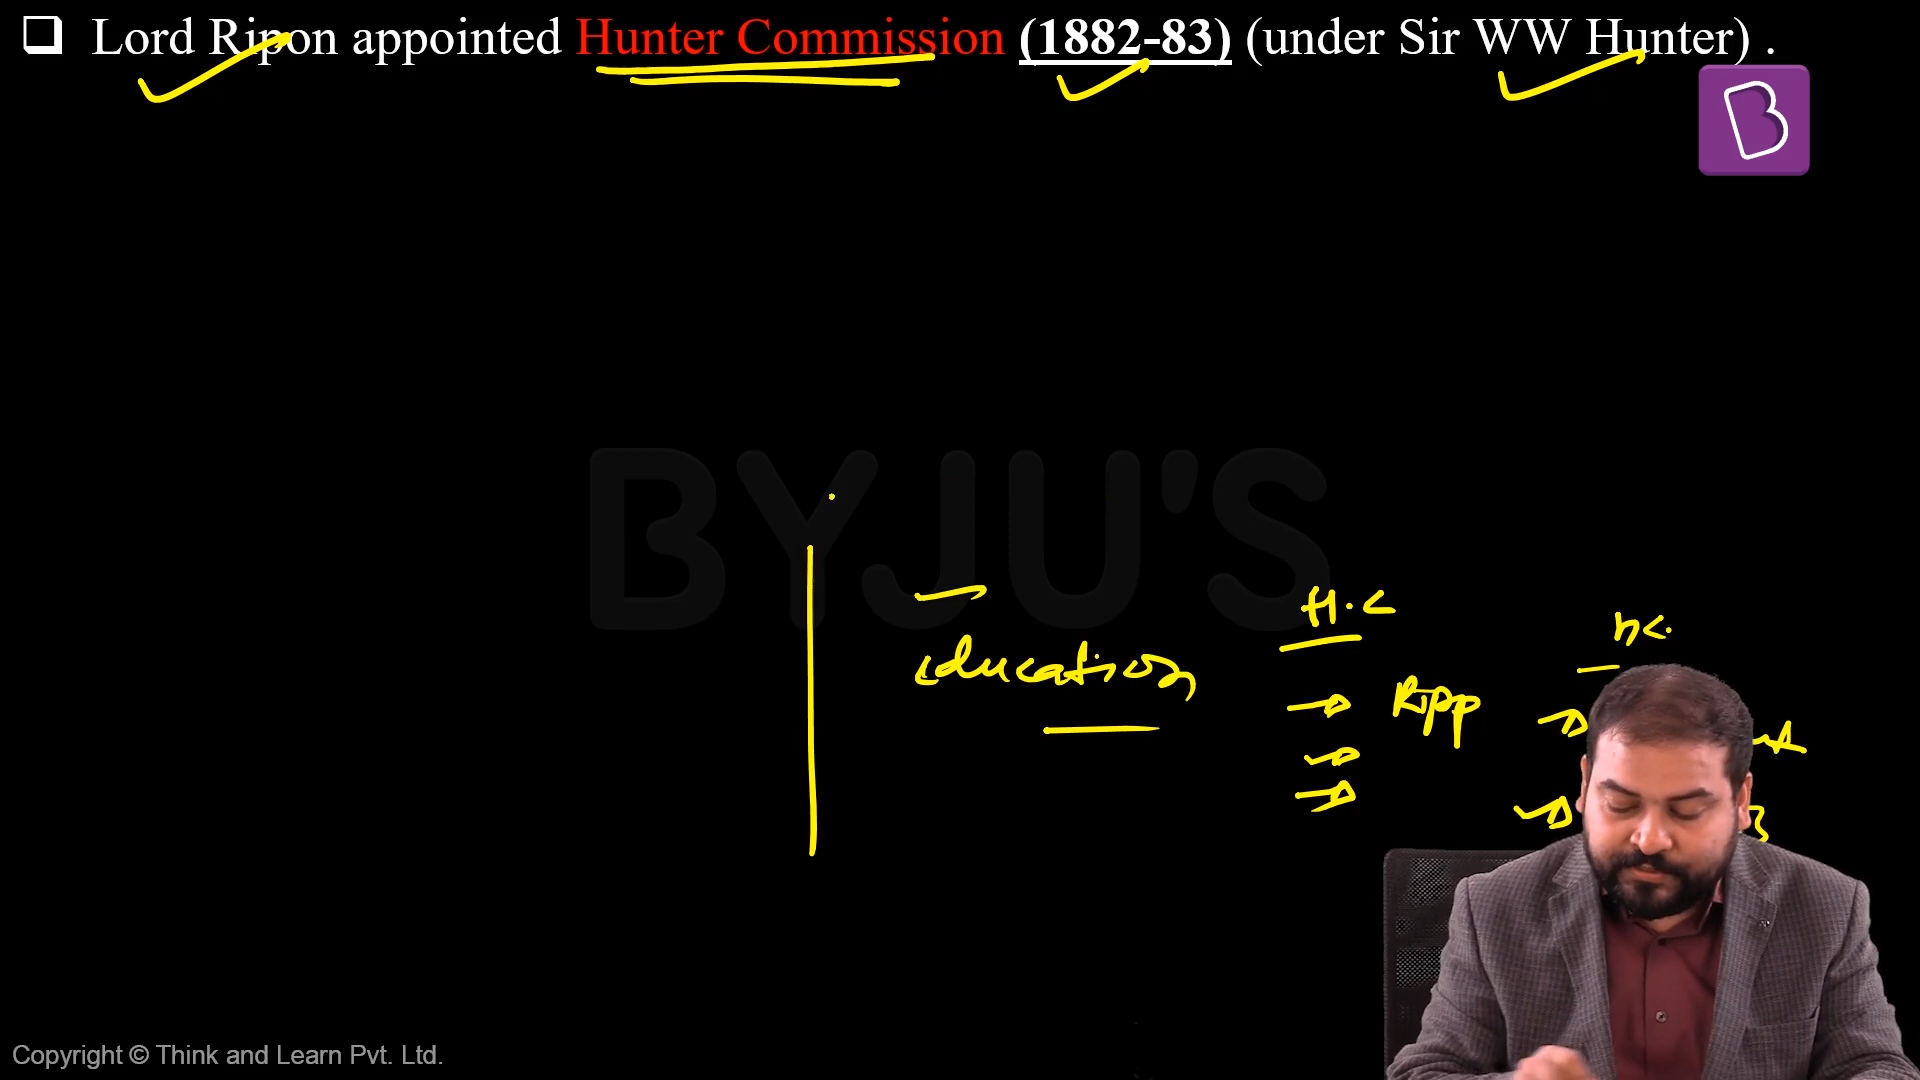 ❑ Lord Ripon appointed Hunter Commission (1882-83) (under Sir WW Hunter) .
B
BYJU'S
H.C
education
Copyright © Think and Learn Pvt. Ltd.